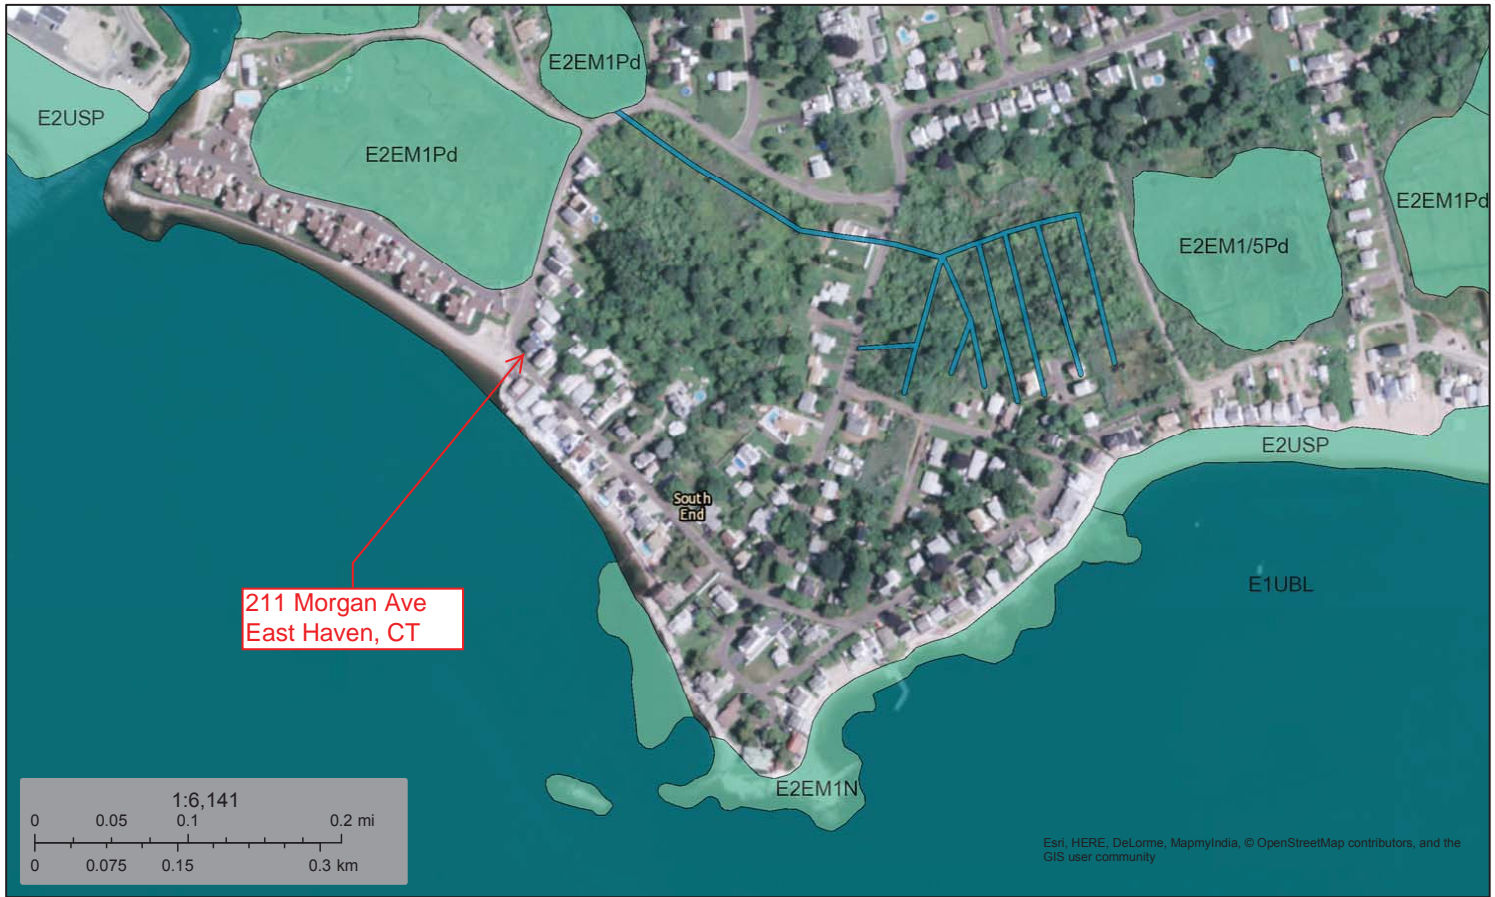 E2EM1Pd
E2USP
E2EM1Pd
E2EM1Pd
E2EM1/5Pd
E2USP
South
End
E1UBL
211 Morgan Ave
East Haven, CT
E2EM1N
1:6,141
0 0.05 0.1 0.2 mi
0 0.075 0.15 0.3 km
Esri, HERE, DeLorme, MapmyIndia, © OpenStreetMap contributors, and the
GIS user community